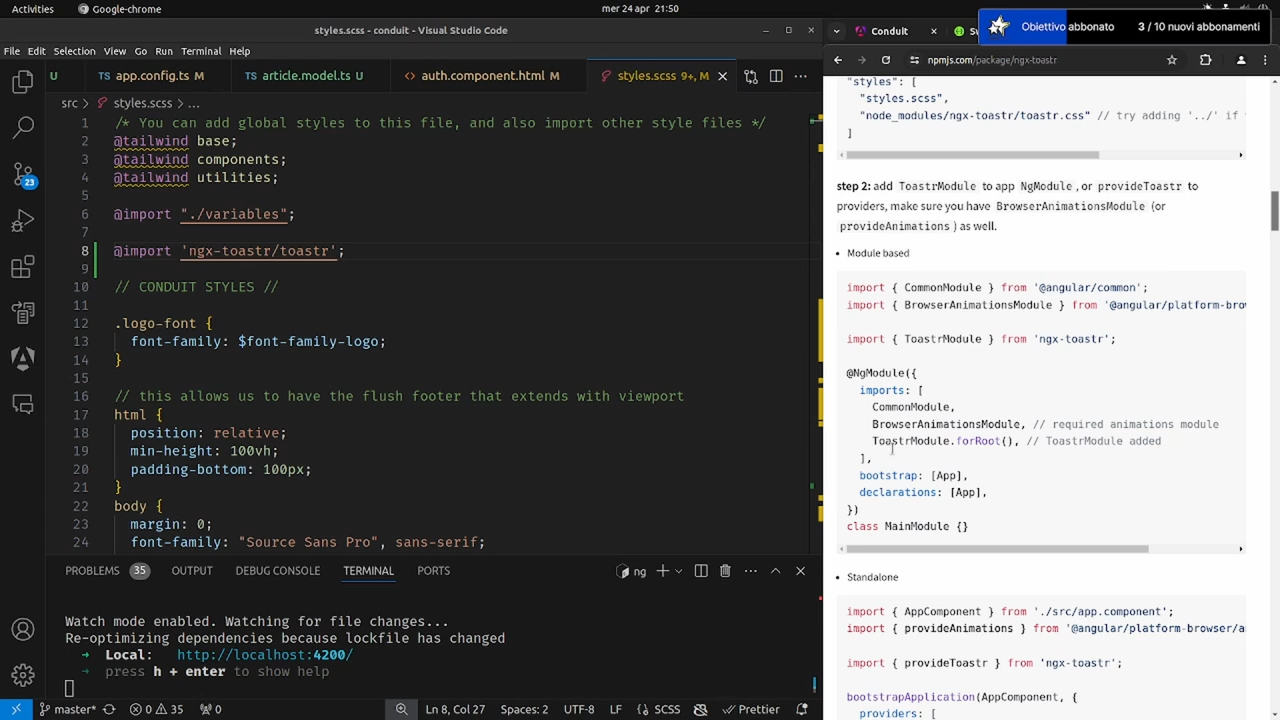 Activities
Google-chrome
mer 24 apr 21:50
Obiettivo abbonato
3 / 10 nuovi abbonamenti
styles.scss - conduit - Visual Studio Code
File Edit Selection View Go Run Terminal Help
U
app.config.ts M
article.model.ts U
auth.component.html M
styles.scss 9+, M
src > styles.scss > ...
1 /* You can add global styles to this file, and also import other style files */
2 @tailwind base;
3 @tailwind components;
4 @tailwind utilities;
5
6 @import "./variables";
7
8 @import 'ngx-toastr/toastr';
9
10 // CONDUIT STYLES //
11
12 .logo-font {
13 font-family: $font-family-logo;
14 }
15
16 // this allows us to have the flush footer that extends with viewport
17 html {
18 position: relative;
19 min-height: 100vh;
20 padding-bottom: 100px;
21 }
22 body {
23 margin: 0;
24 font-family: "Source Sans Pro", sans-serif;
23
PROBLEMS 35 OUTPUT DEBUG CONSOLE TERMINAL PORTS
ng
Watch mode enabled. Watching for file changes...
Re-optimizing dependencies because lockfile has changed
➜ Local: http://localhost:4200/
➜ press h + enter to show help
master* 0 35
Ln 8, Col 27 Spaces: 2 UTF-8 LF SCSS Prettier
Conduit
npmjs.com/package/ngx-toastr
"styles": [
"styles.scss",
"node_modules/ngx-toastr/toastr.css" // try adding '../' if
]
step 2: add ToastrModule to app NgModule, or provideToastr to
providers, make sure you have BrowserAnimationsModule (or
provideAnimations ) as well.
• Module based
import { CommonModule } from '@angular/common';
import { BrowserAnimationsModule } from '@angular/platform-brow
import { ToastrModule } from 'ngx-toastr';
@NgModule({
imports: [
CommonModule,
BrowserAnimationsModule, // required animations module
ToastrModule.forRoot(), // ToastrModule added
],
bootstrap: [App],
declarations: [App],
})
class MainModule {}
• Standalone
import { AppComponent } from './src/app.component';
import { provideAnimations } from '@angular/platform-browser/a
import { provideToastr } from 'ngx-toastr';
bootstrapApplication(AppComponent, {
providers: [